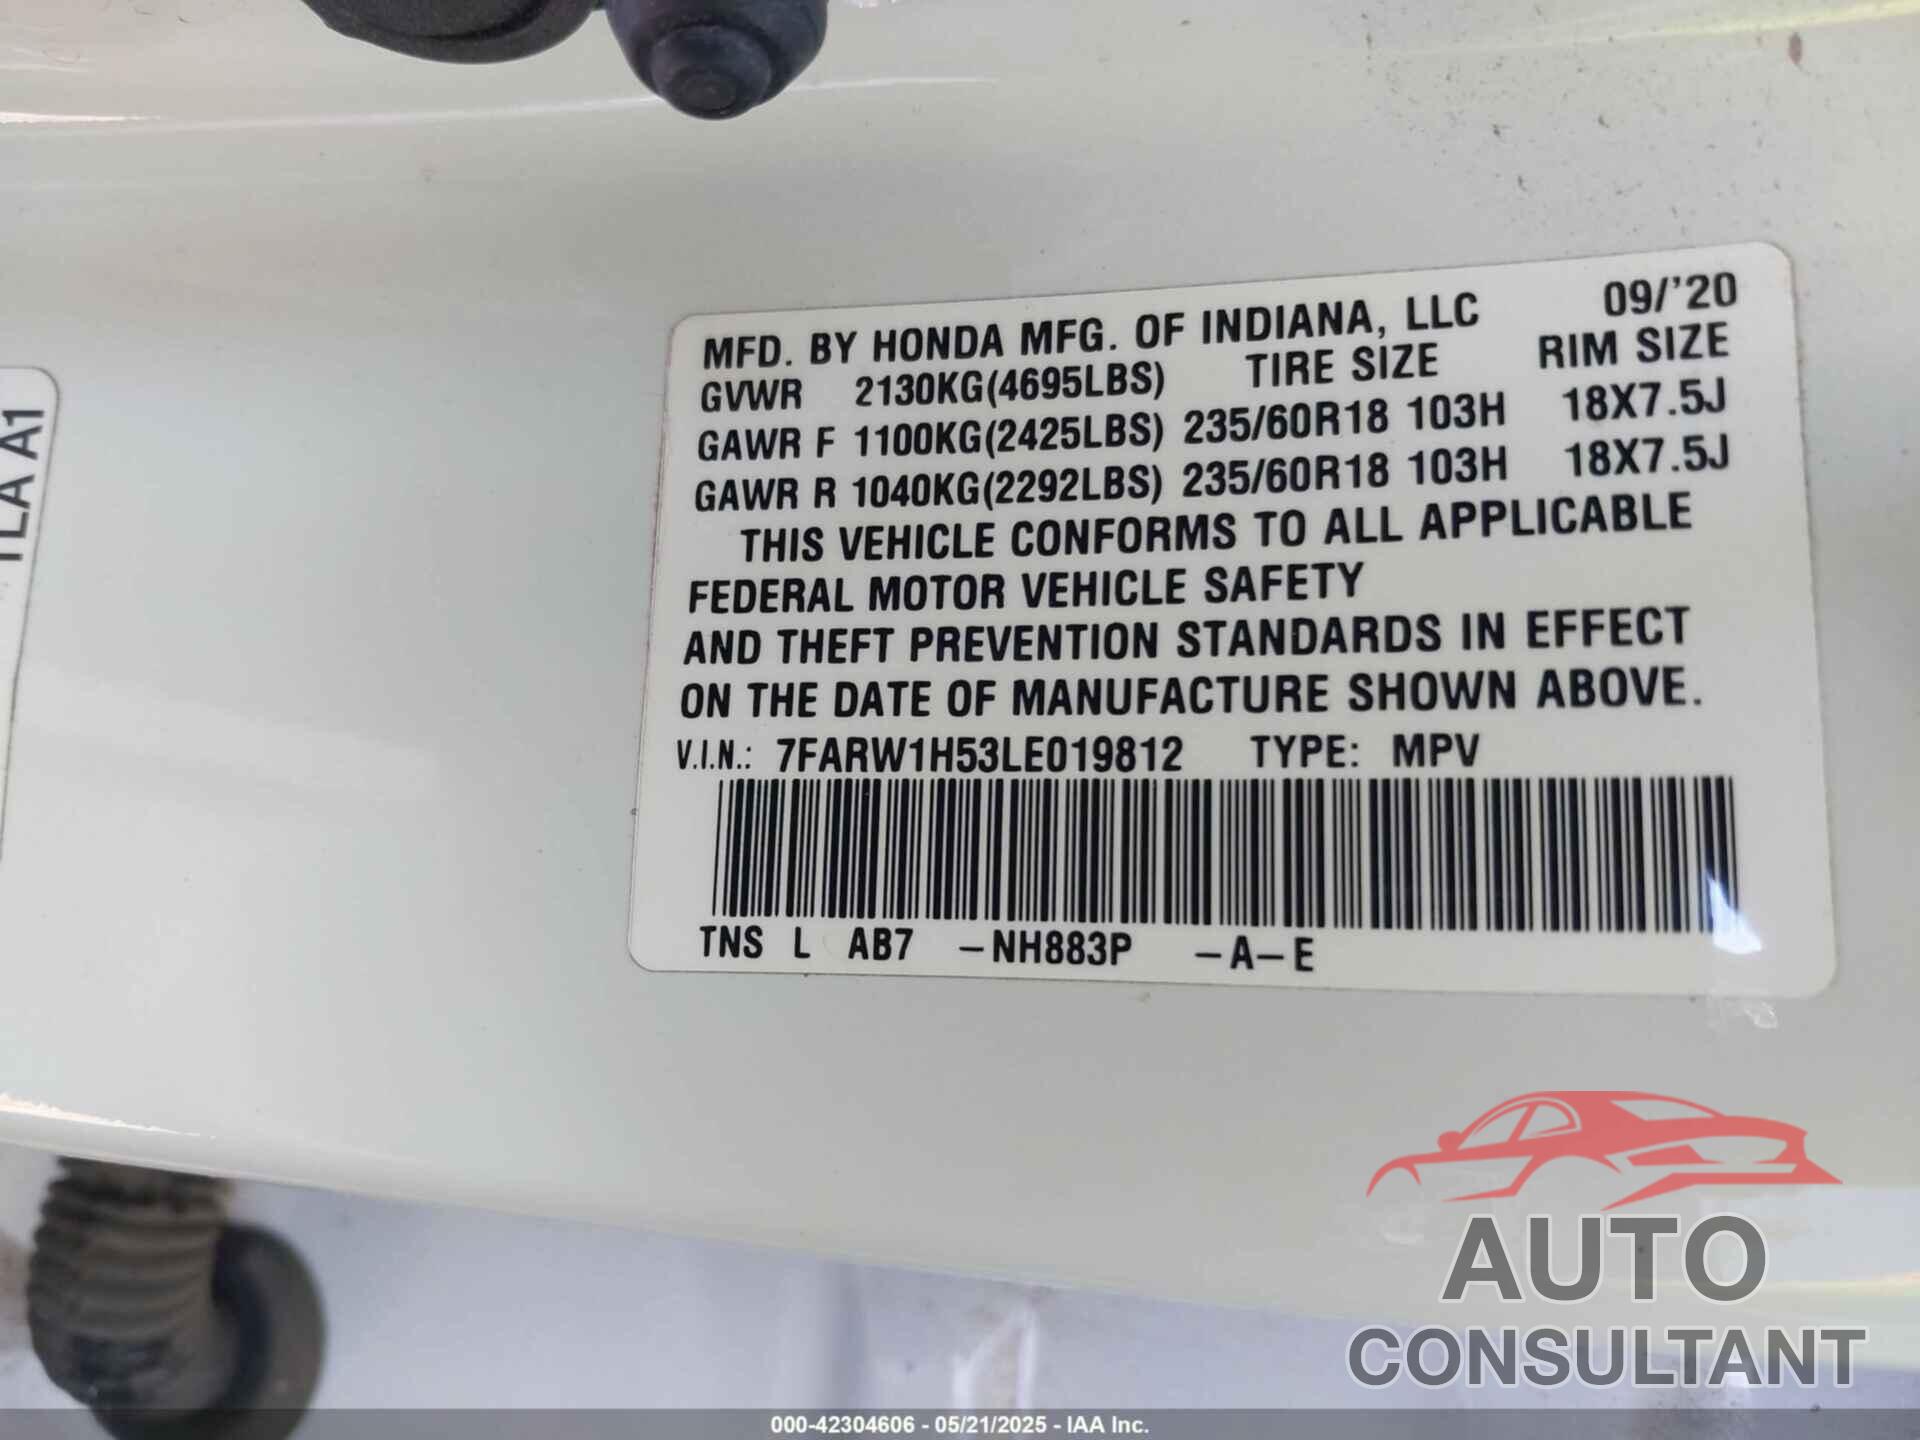 MFD. BY HONDA MFG. OF INDIANA, LLC 09/'20
GVWR 2130KG(4695LBS) TIRE SIZE RIM SIZE
GAWR F 1100KG(2425LBS) 235/60R18 103H 18X7.5J
GAWR R 1040KG(2292LBS) 235/60R18 103H 18X7.5J
THIS VEHICLE CONFORMS TO ALL APPLICABLE
FEDERAL MOTOR VEHICLE SAFETY
AND THEFT PREVENTION STANDARDS IN EFFECT
ON THE DATE OF MANUFACTURE SHOWN ABOVE.
V.I.N.: 7FARW1H53LE019812 TYPE: MPV
TNS L AB7 -NH883P -A-E
TLA A1
AUTO
CONSULTANT
000-42304606 - 05/21/2025 - IAA Inc.